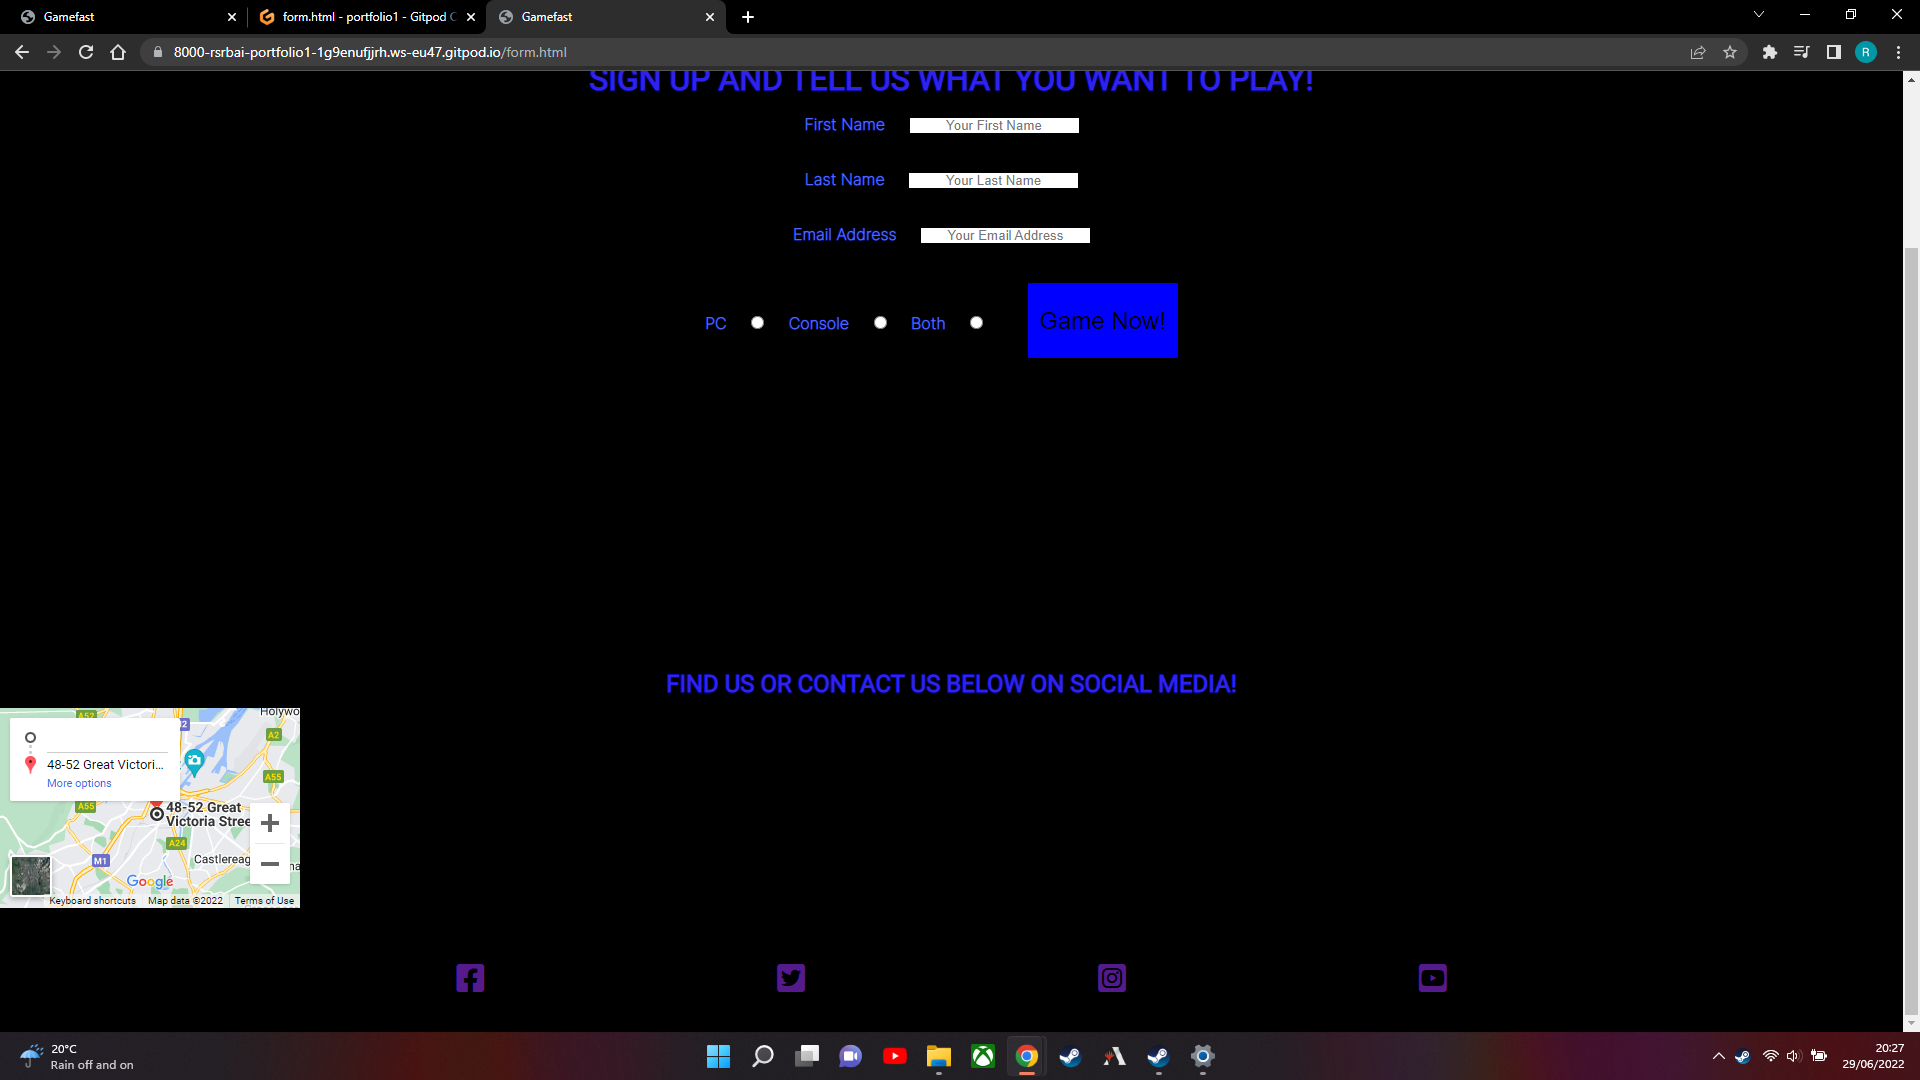 Gamefast
form.html - portfolio1 - Gitpod C
Gamefast
8000-rsrbai-portfolio1-1g9enufjjrh.ws-eu47.gitpod.io/form.html
R
SIGN UP AND TELL US WHAT YOU WANT TO PLAY!
First Name Your First Name
Last Name Your Last Name
Email Address Your Email Address
PC Console Both Game Now!
FIND US OR CONTACT US BELOW ON SOCIAL MEDIA!
A52
Holywo
A2
48-52 Great Victori...
More options
A55
A55
48-52 Great
Victoria Stree
A24
M1
Castlereag
Google
Keyboard shortcuts Map data ©2022 Terms of Use
20°C
Rain off and on
20:27
29/06/2022